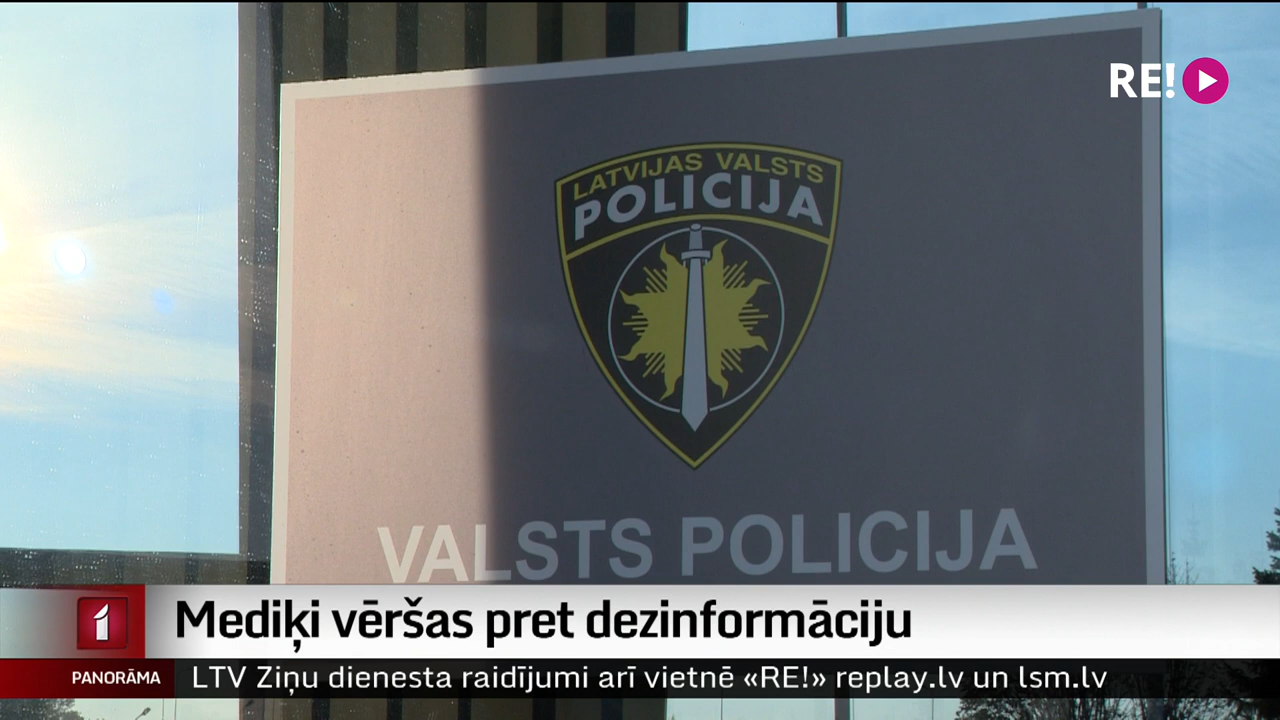 RE!
LATVIJAS VALSTS
POLICIJA
VALSTS POLICIJA
1
Mediķi vēršas pret dezinformāciju
PANORĀMA
LTV Ziņu dienesta raidījumi arī vietnē «RE!» replay.lv un lsm.lv